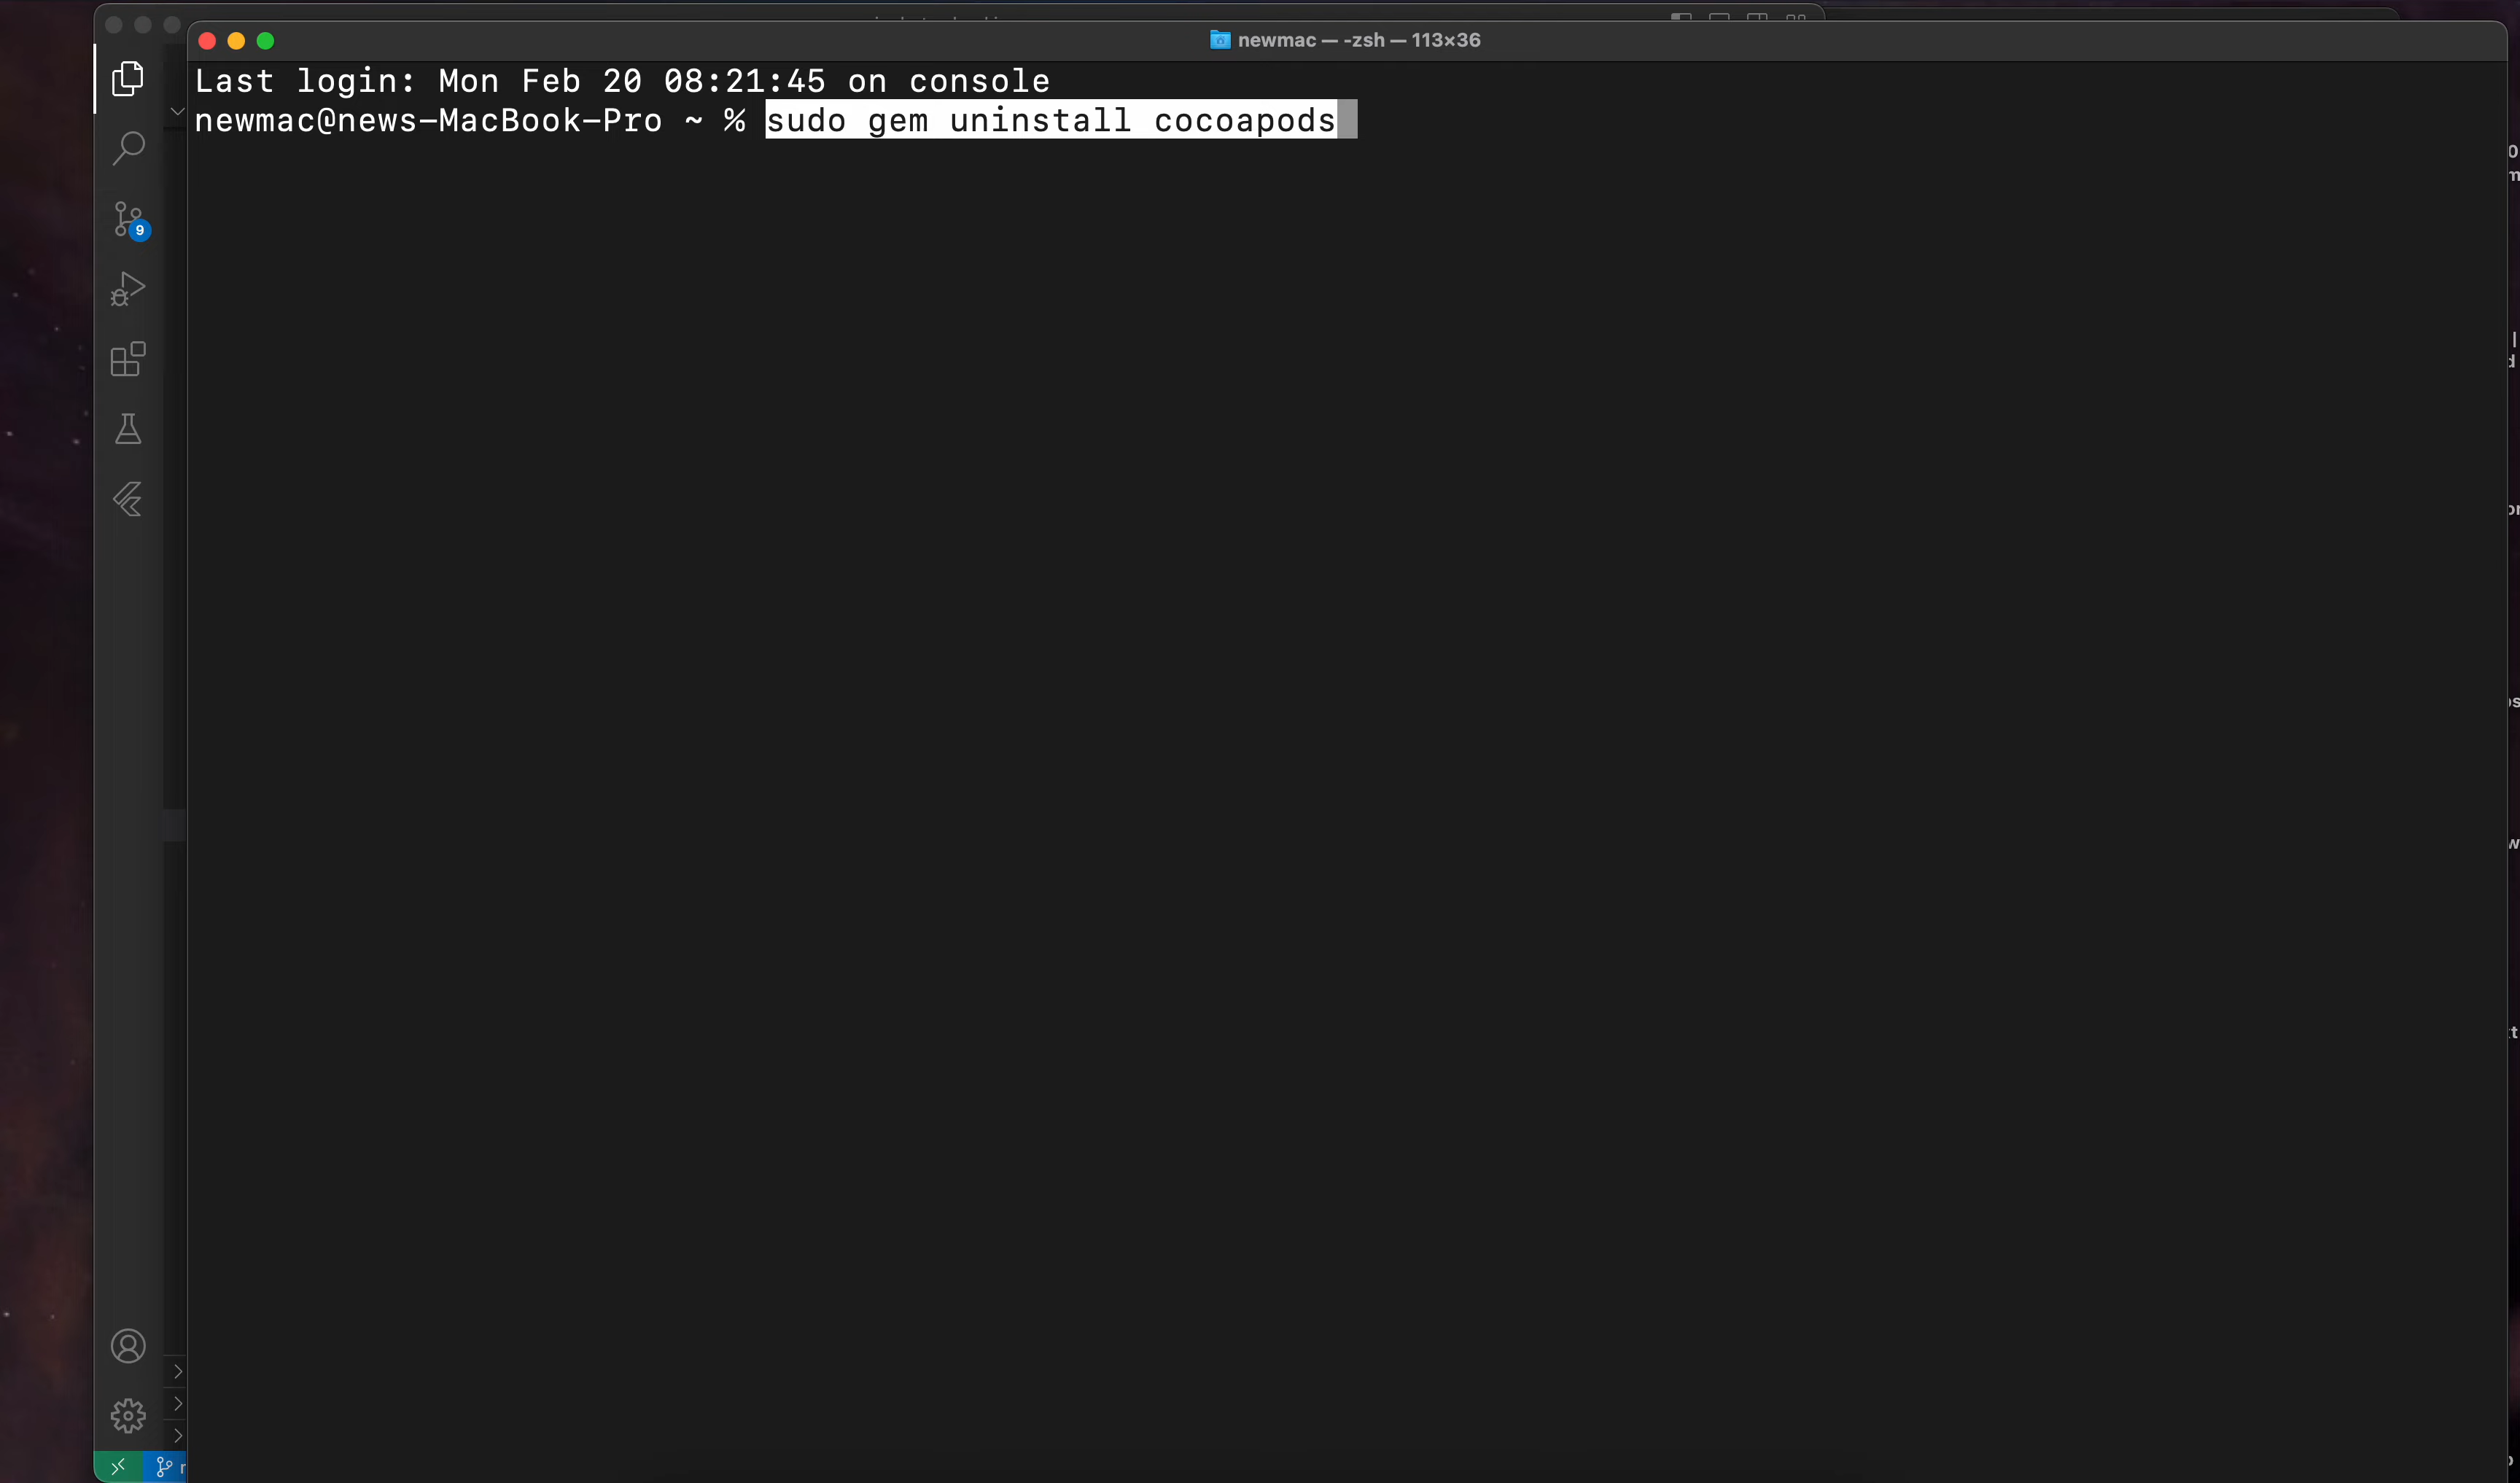 newmac — -zsh — 113×36
Last login: Mon Feb 20 08:21:45 on console
newmac@news-MacBook-Pro ~ % sudo gem uninstall cocoapods
9